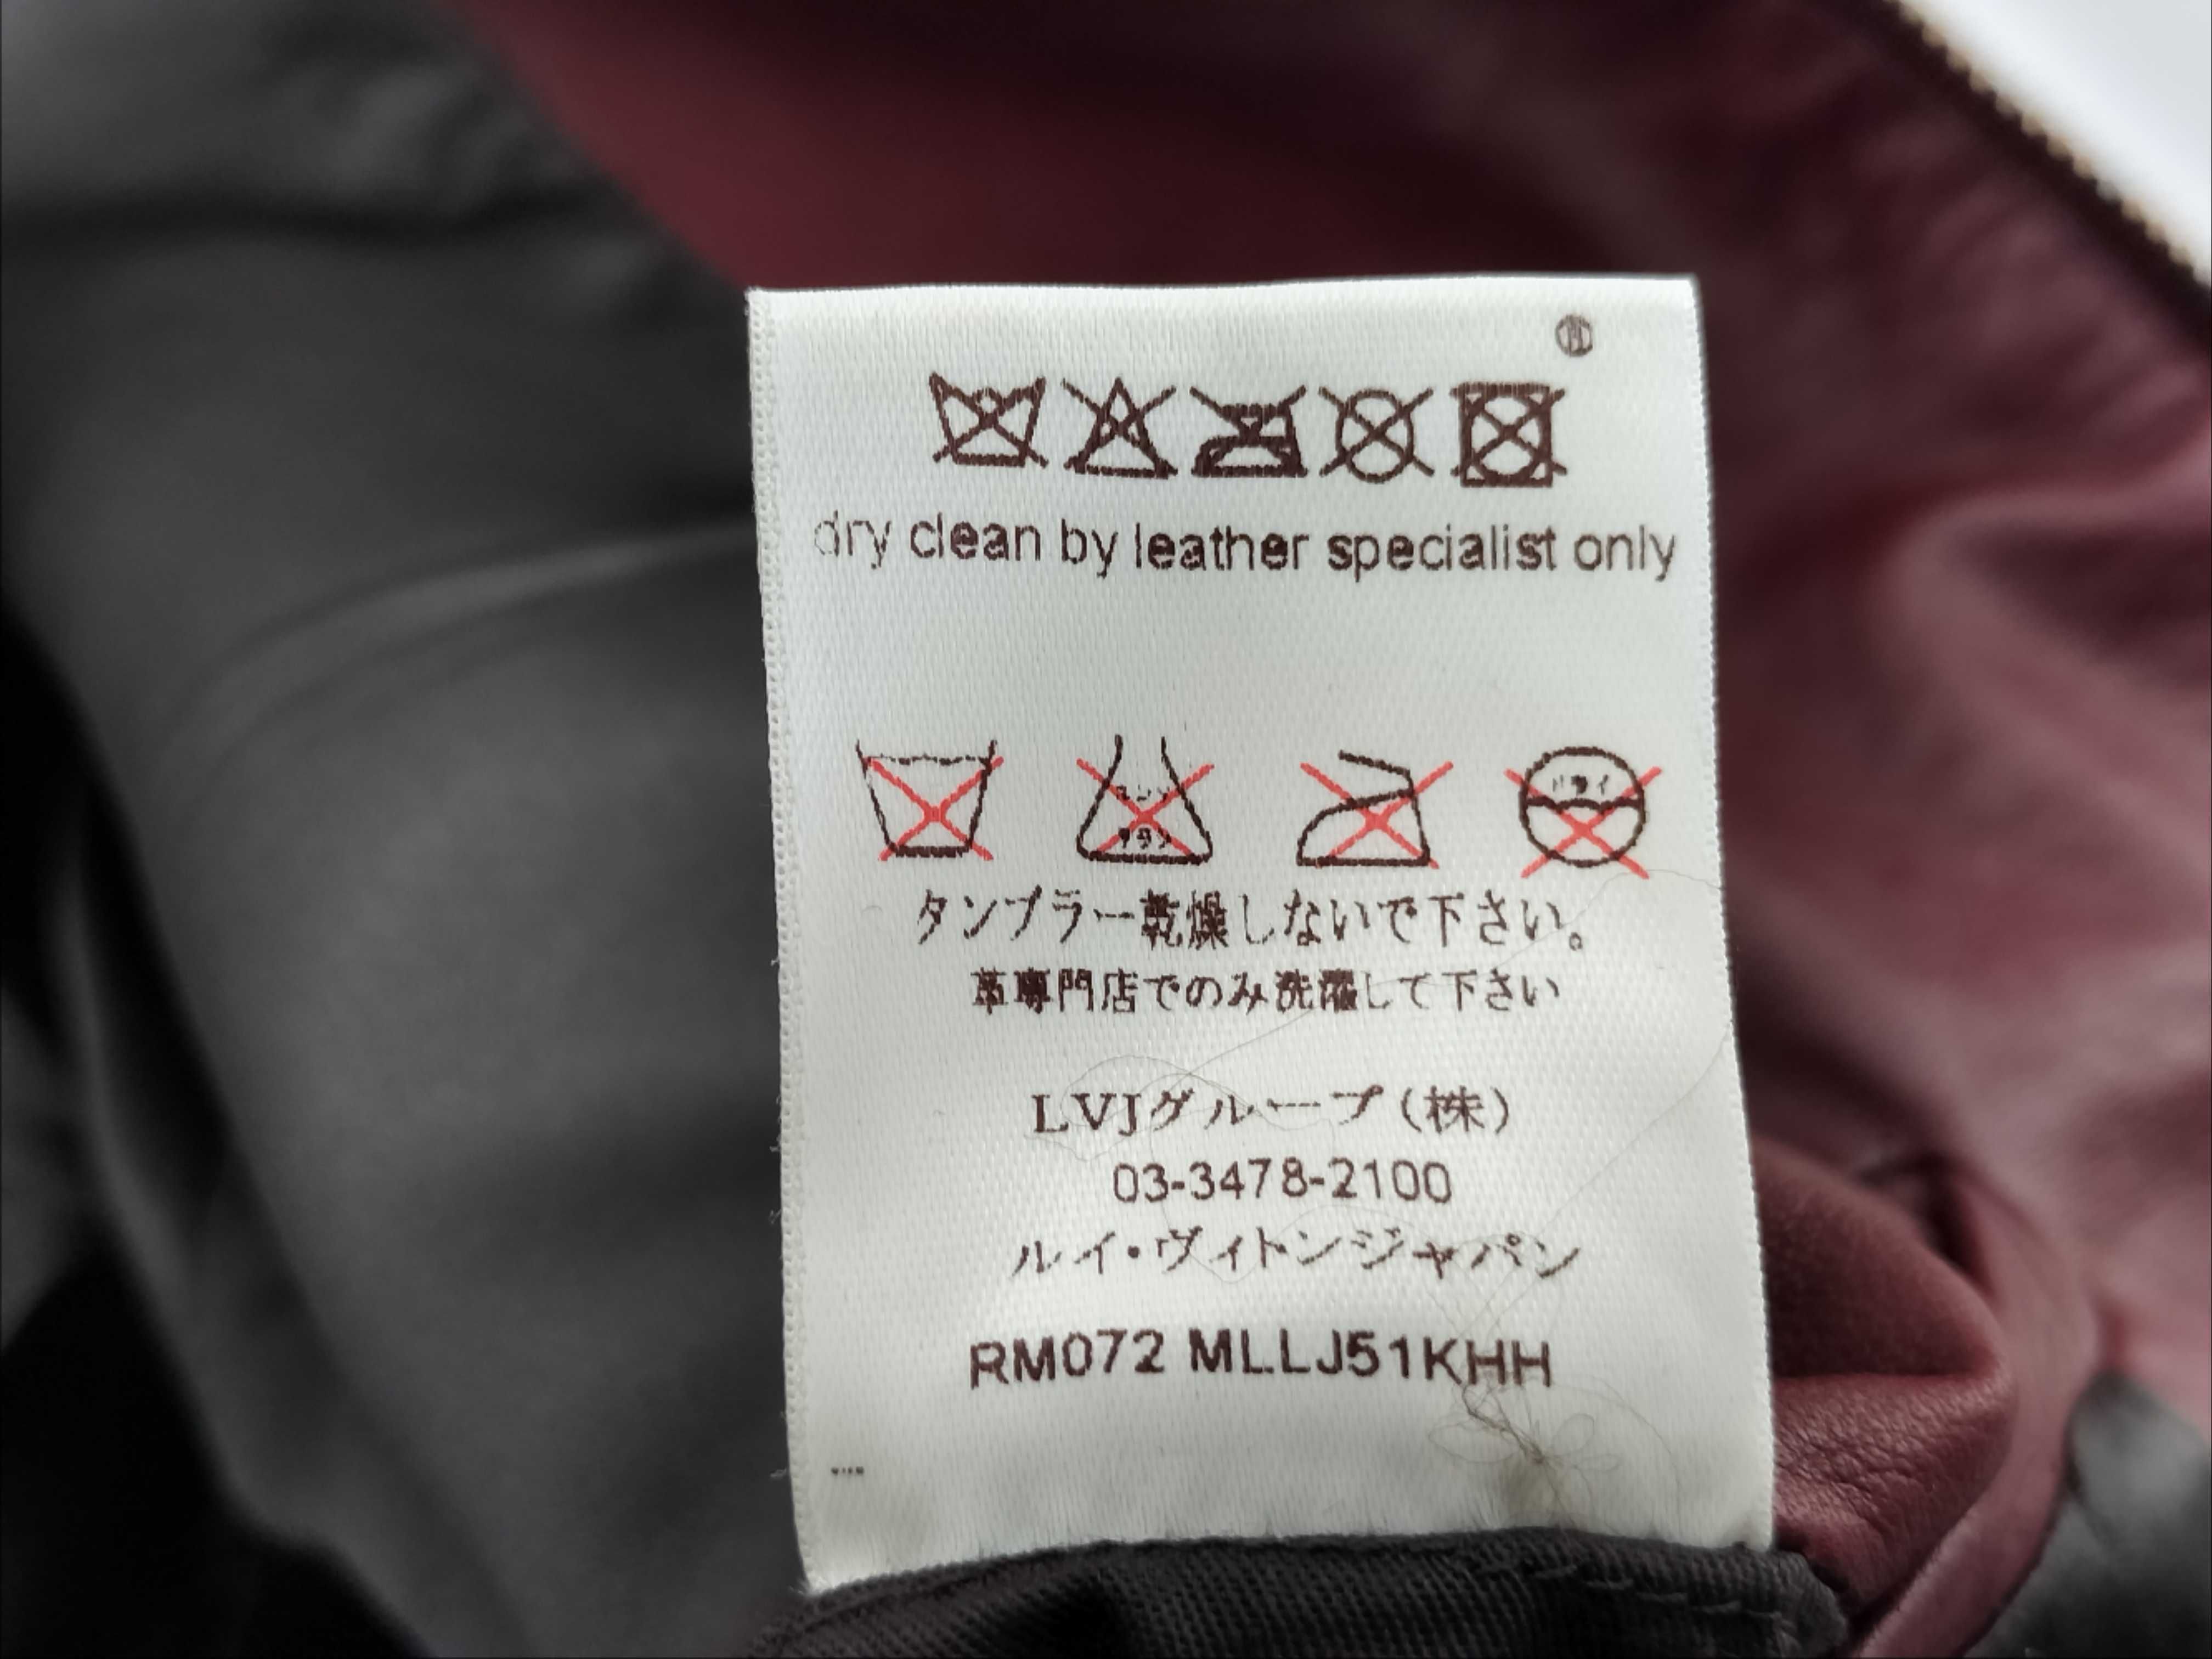 ®
dry clean by leather specialist only
ドライ
タンブラー乾燥しないで下さい。
革専門店でのみ洗濯して下さい
LVJグループ(株)
03-3478-2100
ルイ・ヴィトンジャパン
RM072 MLLJ51KHH